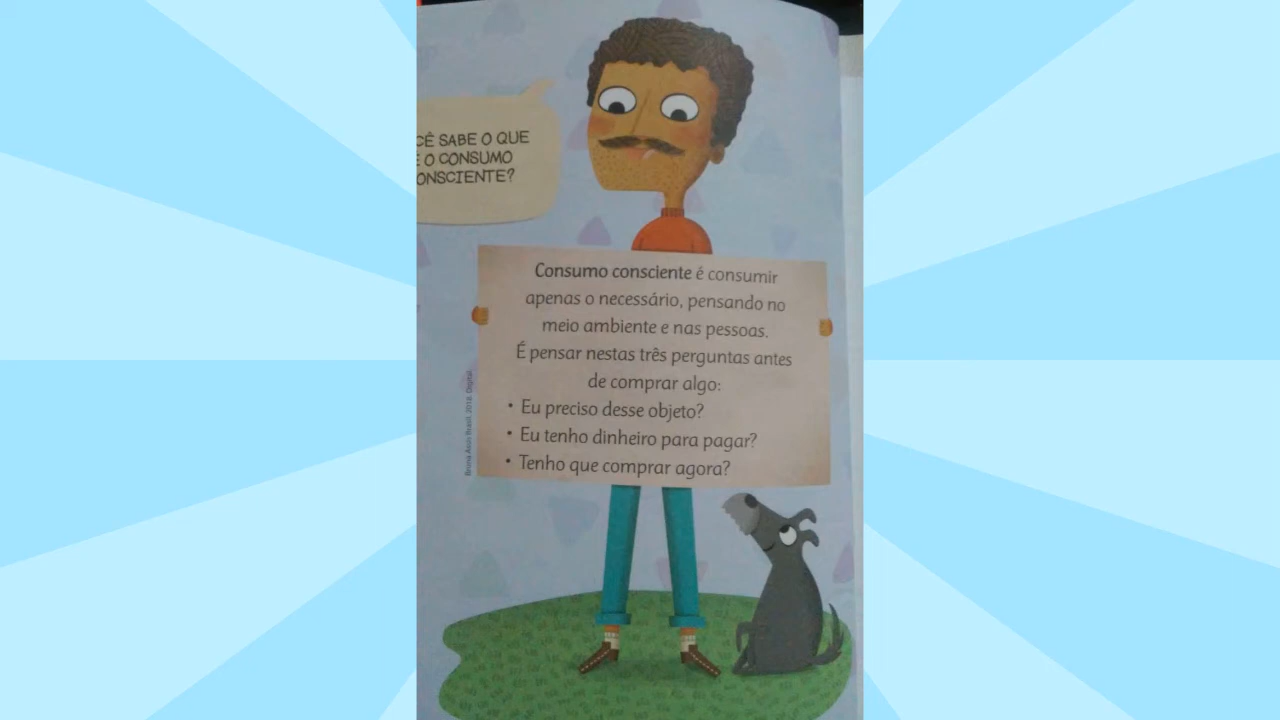 CÊ SABE O QUE
É O CONSUMO
ONSCIENTE?
Consumo consciente é consumir
apenas o necessário, pensando no
meio ambiente e nas pessoas.
É pensar nestas três perguntas antes
de comprar algo:
• Eu preciso desse objeto?
• Eu tenho dinheiro para pagar?
• Tenho que comprar agora?